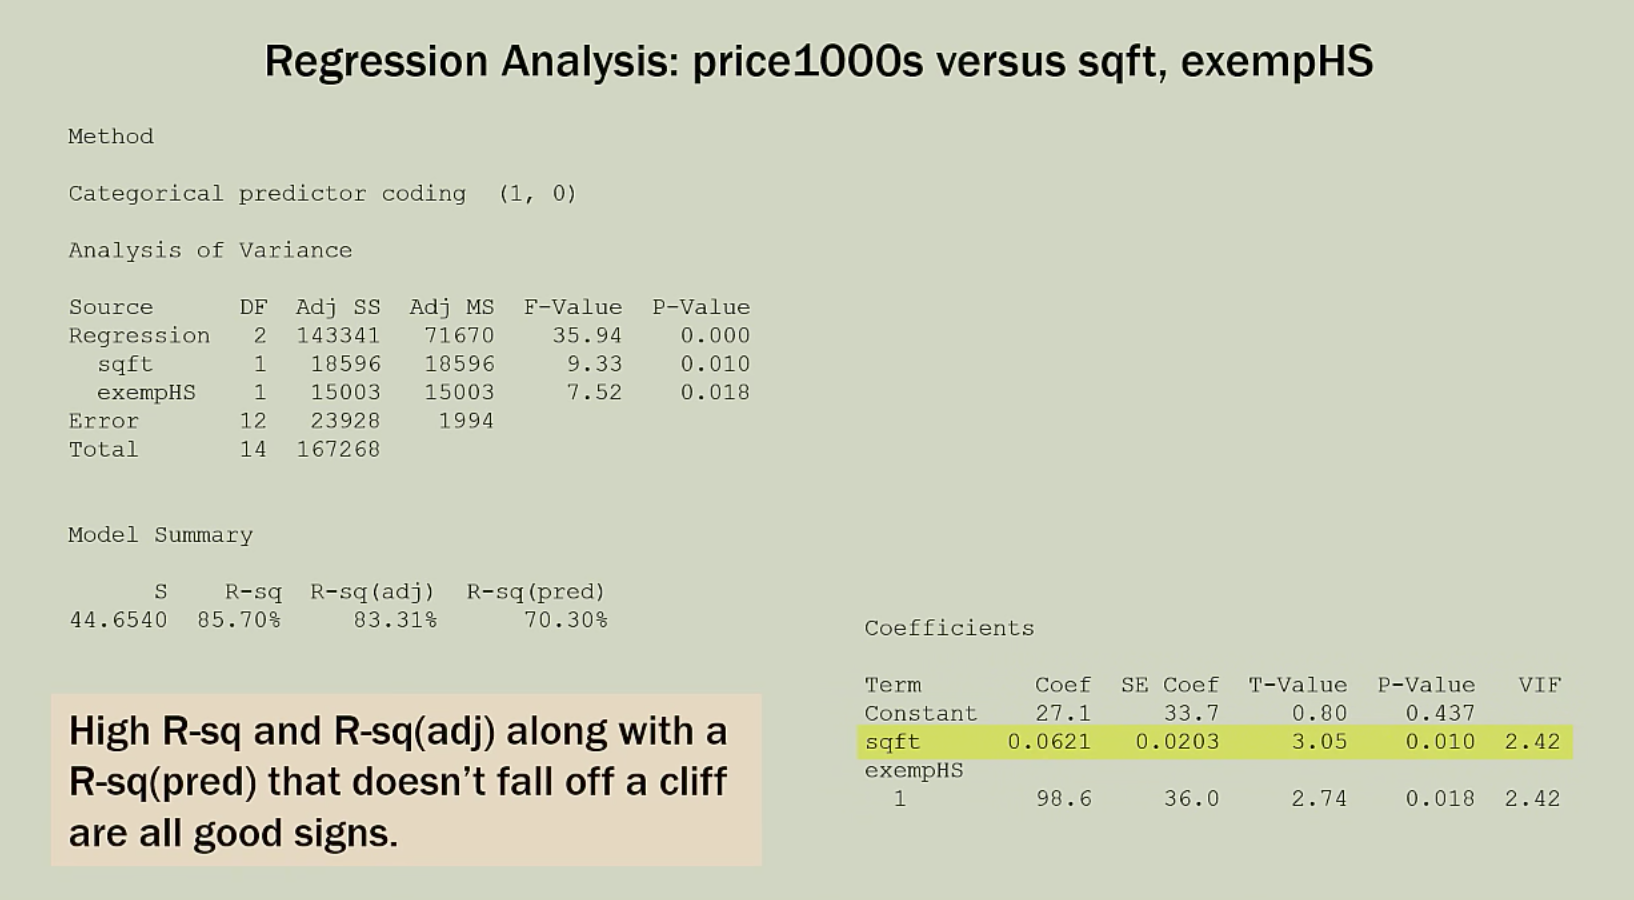 Regression Analysis: price1000s versus sqft, exempHS
Method
Categorical predictor coding (1, 0)
Analysis of Variance
Source DF Adj SS Adj MS F-Value P-Value
Regression 2 143341 71670 35.94 0.000
sqft 1 18596 18596 9.33 0.010
exempHS 1 15003 15003 7.52 0.018
Error 12 23928 1994
Total 14 167268
Model Summary
S R-sq R-sq(adj) R-sq(pred)
44.6540 85.70% 83.31% 70.30%
High R-sq and R-sq(adj) along with a
R-sq(pred) that doesn't fall off a cliff
are all good signs.
Coefficients
Term Coef SE Coef T-Value P-Value VIF
Constant 27.1 33.7 0.80 0.437
sqft 0.0621 0.0203 3.05 0.010 2.42
exempHS
1 98.6 36.0 2.74 0.018 2.42